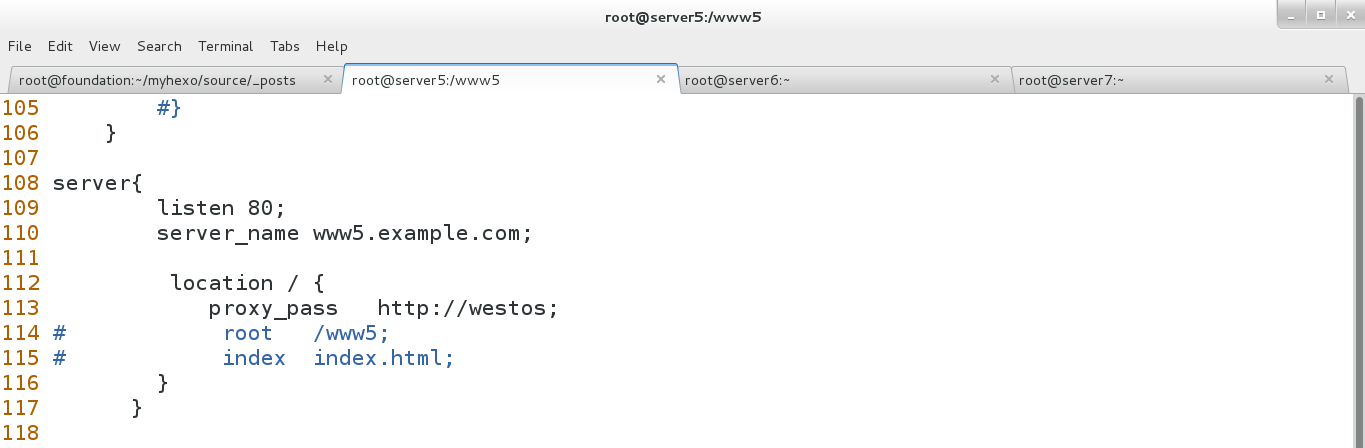 root@server5:/www5
File Edit View Search Terminal Tabs Help
root@foundation:~/myhexo/source/_posts root@server5:/www5 root@server6:~ root@server7:~
105         #}
106     }
107
108 server{
109         listen 80;
110         server_name www5.example.com;
111
112          location / {
113             proxy_pass   http://westos;
114 #            root   /www5;
115 #            index  index.html;
116         }
117       }
118